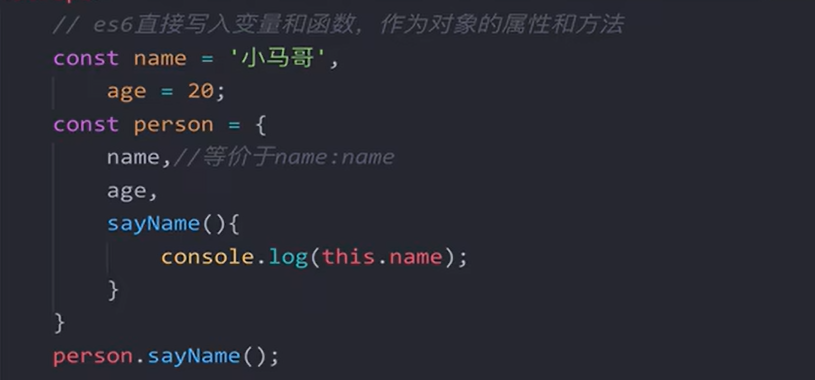 // es6直接写入变量和函数，作为对象的属性和方法
const name = '小马哥',
    age = 20;
const person = {
    name,//等价于name:name
    age,
    sayName(){
        console.log(this.name);
    }
}
person.sayName();